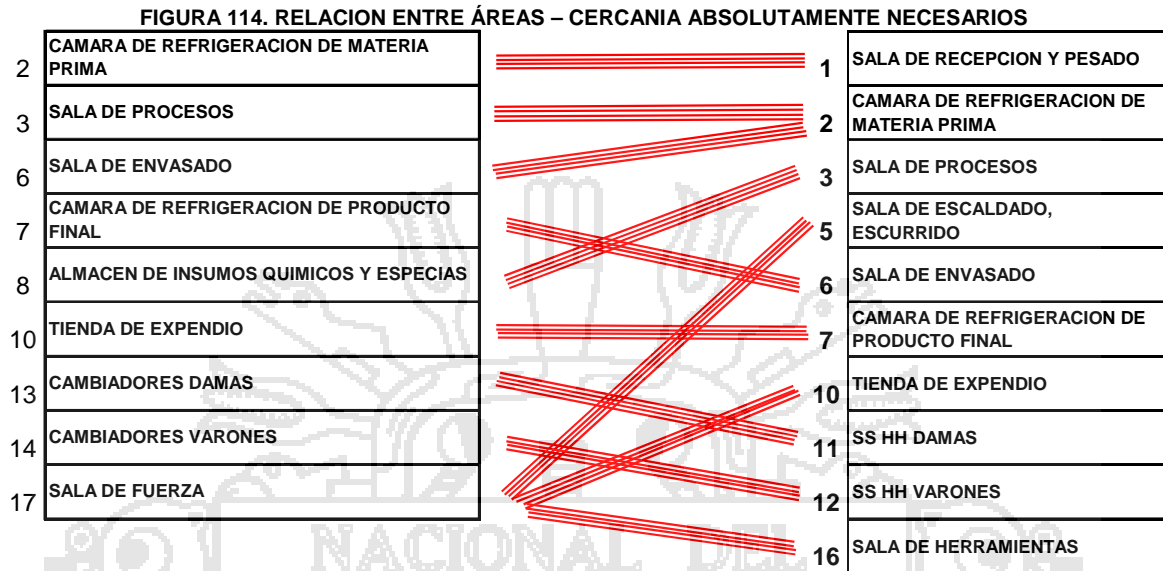 FIGURA 114. RELACION ENTRE ÁREAS – CERCANIA ABSOLUTAMENTE NECESARIOS
2 CAMARA DE REFRIGERACION DE MATERIA
PRIMA
3 SALA DE PROCESOS
6 SALA DE ENVASADO
7 CAMARA DE REFRIGERACION DE PRODUCTO
FINAL
8 ALMACEN DE INSUMOS QUIMICOS Y ESPECIAS
10 TIENDA DE EXPENDIO
13 CAMBIADORES DAMAS
14 CAMBIADORES VARONES
17 SALA DE FUERZA
1 SALA DE RECEPCION Y PESADO
2 CAMARA DE REFRIGERACION DE
MATERIA PRIMA
3 SALA DE PROCESOS
5 SALA DE ESCALDADO,
ESCURRIDO
6 SALA DE ENVASADO
7 CAMARA DE REFRIGERACION DE
PRODUCTO FINAL
10 TIENDA DE EXPENDIO
11 SS HH DAMAS
12 SS HH VARONES
16 SALA DE HERRAMIENTAS
NACIONAL DEL